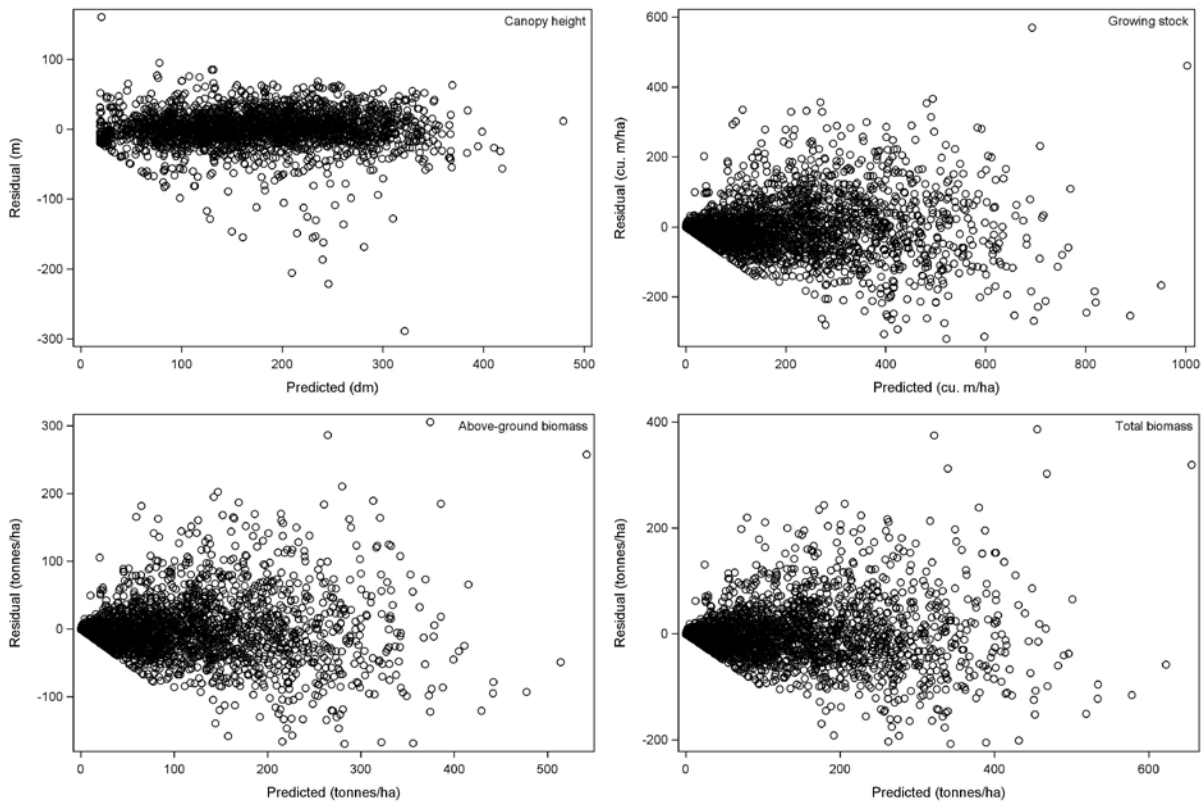 Canopy height
100
0
-100
-200
-300
Residual (m)
0 100 200 300 400 500
Predicted (dm)
Growing stock
600
400
200
0
-200
Residual (cu. m/ha)
0 200 400 600 800 1000
Predicted (cu. m/ha)
Above-ground biomass
300
200
100
0
-100
Residual (tonnes/ha)
0 100 200 300 400 500
Predicted (tonnes/ha)
Total biomass
400
200
0
-200
Residual (tonnes/ha)
0 200 400 600
Predicted (tonnes/ha)